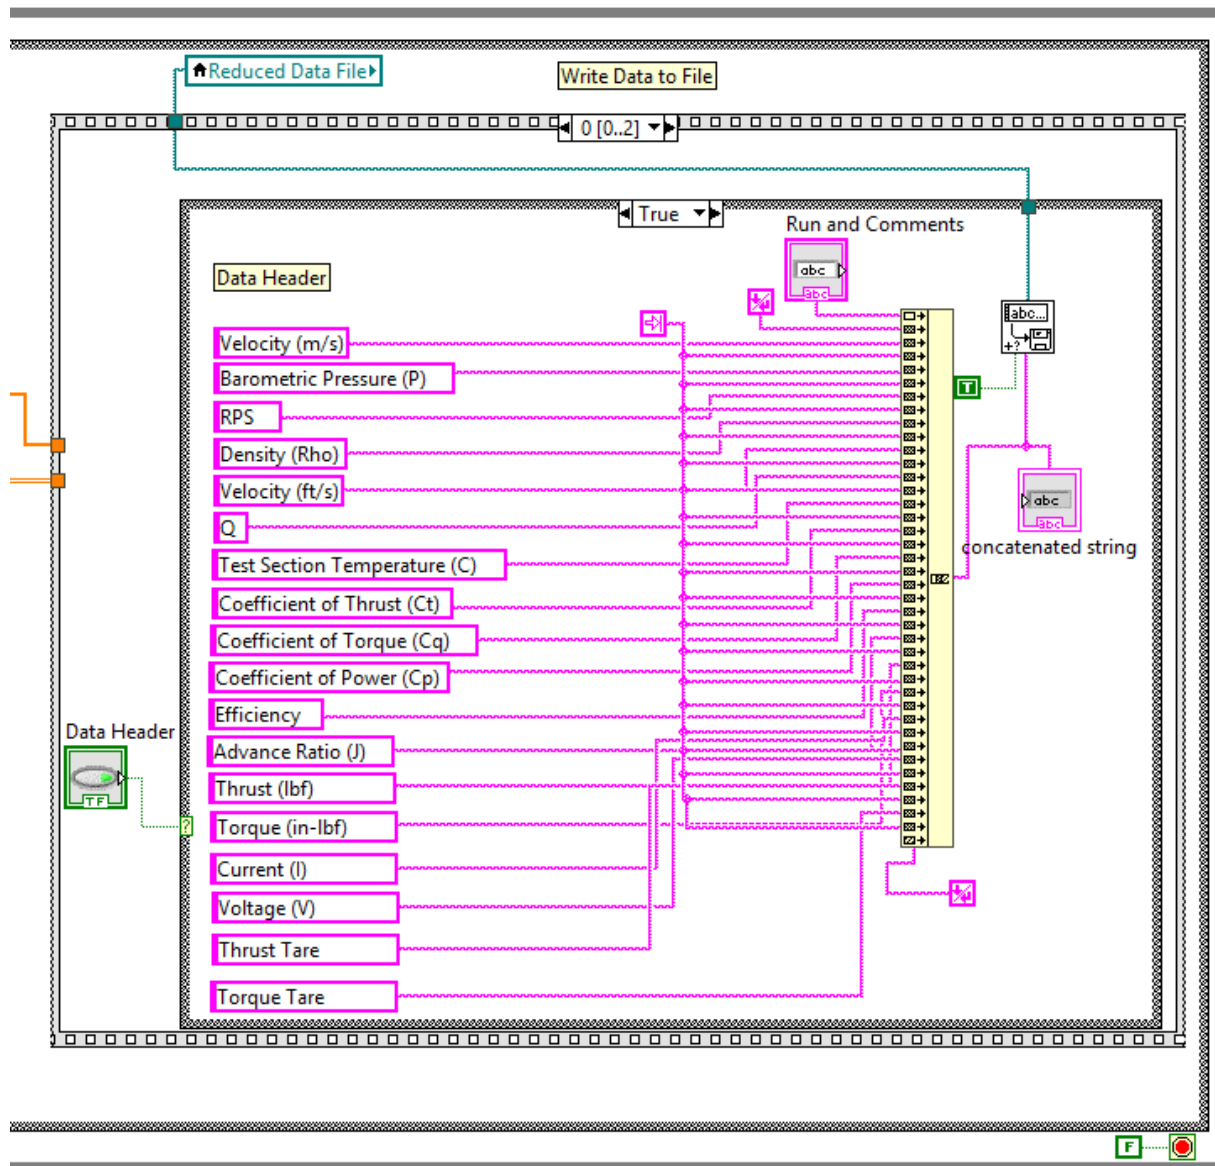 Reduced Data File
Write Data to File
0 [0..2]
True
Run and Comments
abc
abc
Data Header
abc...
+?
Velocity (m/s)
Barometric Pressure (P)
T
RPS
Density (Rho)
Velocity (ft/s)
abc
abc
Q
concatenated string
Test Section Temperature (C)
Coefficient of Thrust (Ct)
Coefficient of Torque (Cq)
Coefficient of Power (Cp)
Efficiency
Data Header
Advance Ratio (J)
TF
Thrust (lbf)
?
Torque (in-lbf)
Current (I)
Voltage (V)
Thrust Tare
Torque Tare
F